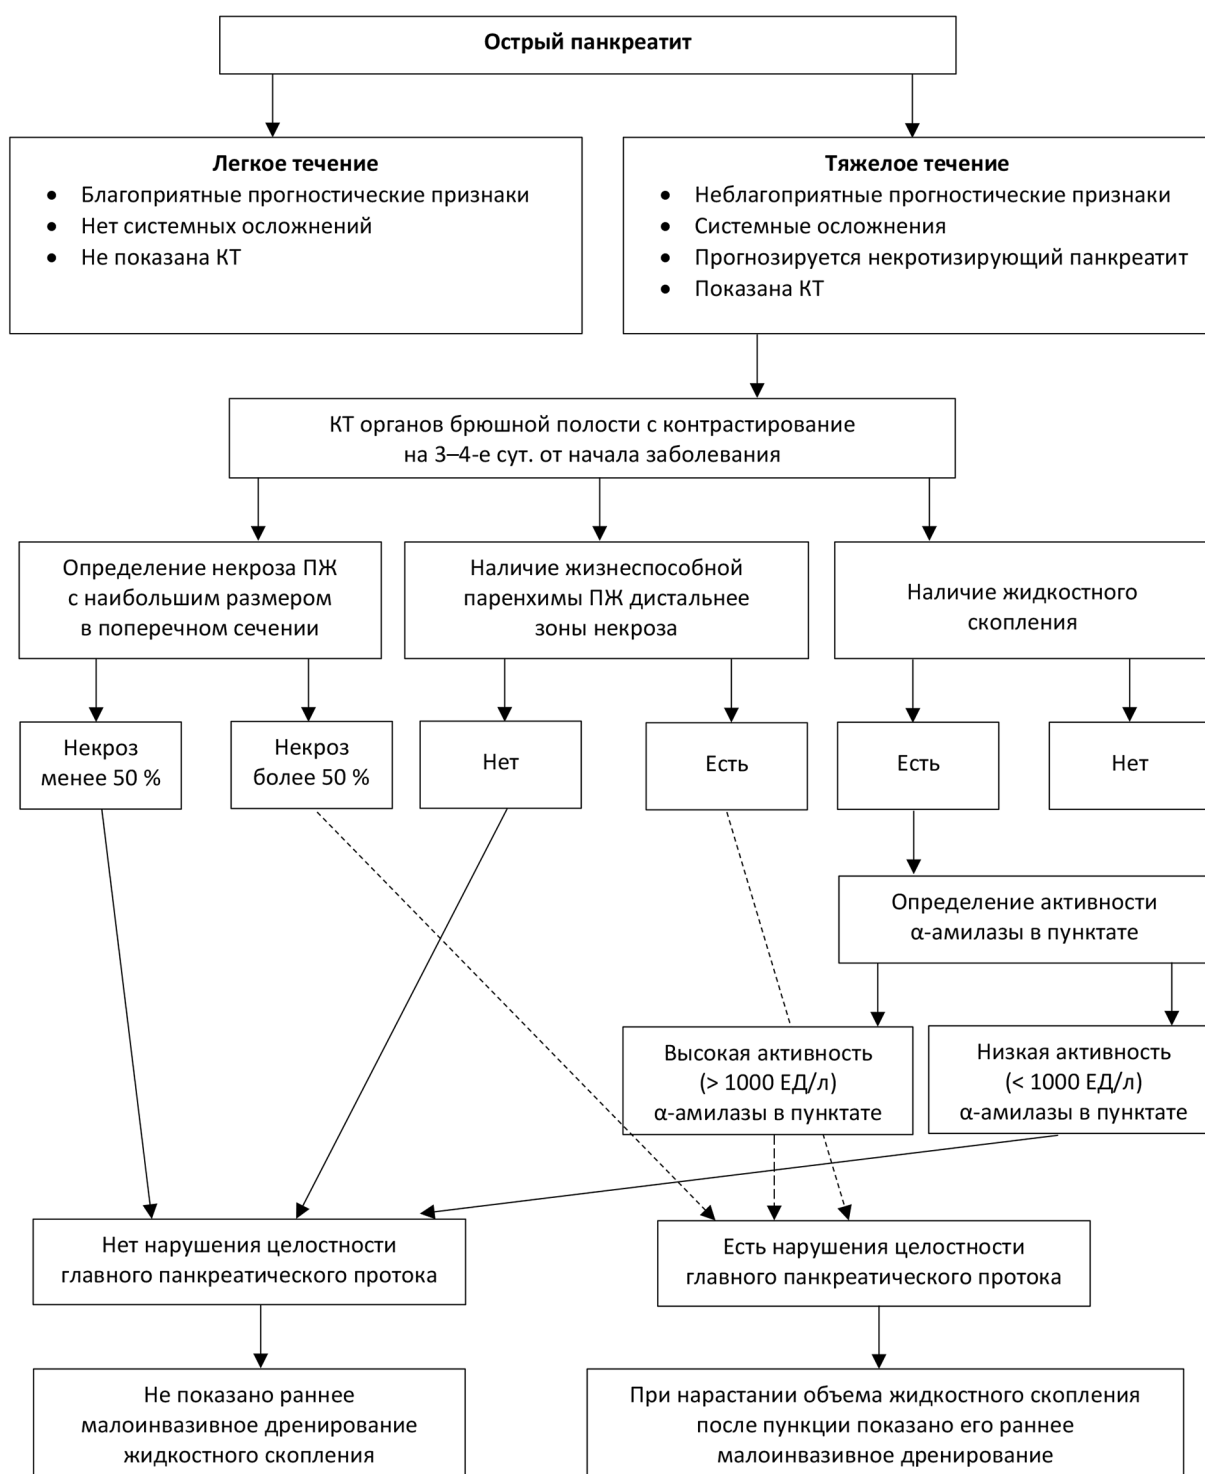 Острый панкреатит
Легкое течение
• Благоприятные прогностические признаки
• Нет системных осложнений
• Не показана КТ
Тяжелое течение
• Неблагоприятные прогностические признаки
• Системные осложнения
• Прогнозируется некротизирующий панкреатит
• Показана КТ
КТ органов брюшной полости с контрастирование
на 3–4-е сут. от начала заболевания
Определение некроза ПЖ
с наибольшим размером
в поперечном сечении
Наличие жизнеспособной
паренхимы ПЖ дистальнее
зоны некроза
Наличие жидкостного
скопления
Некроз
менее 50 %
Некроз
более 50 %
Нет
Есть
Есть
Нет
Определение активности
α-амилазы в пунктате
Высокая активность
(> 1000 ЕД/л)
α-амилазы в пунктате
Низкая активность
(< 1000 ЕД/л)
α-амилазы в пунктате
Нет нарушения целостности
главного панкреатического протока
Есть нарушения целостности
главного панкреатического протока
Не показано раннее
малоинвазивное дренирование
жидкостного скопления
При нарастании объема жидкостного скопления
после пункции показано его раннее
малоинвазивное дренирование